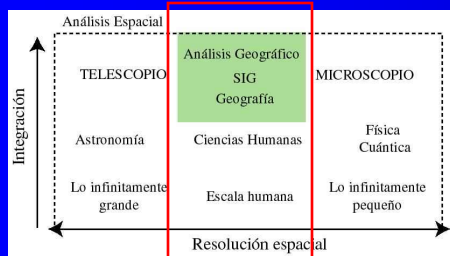 Análisis Espacial
TELESCOPIO
Análisis Geográfico
SIG
Geografía
MICROSCOPIO
Integración
Astronomía
Ciencias Humanas
Física
Cuántica
Lo infinitamente
grande
Escala humana
Lo infinitamente
pequeño
Resolución espacial